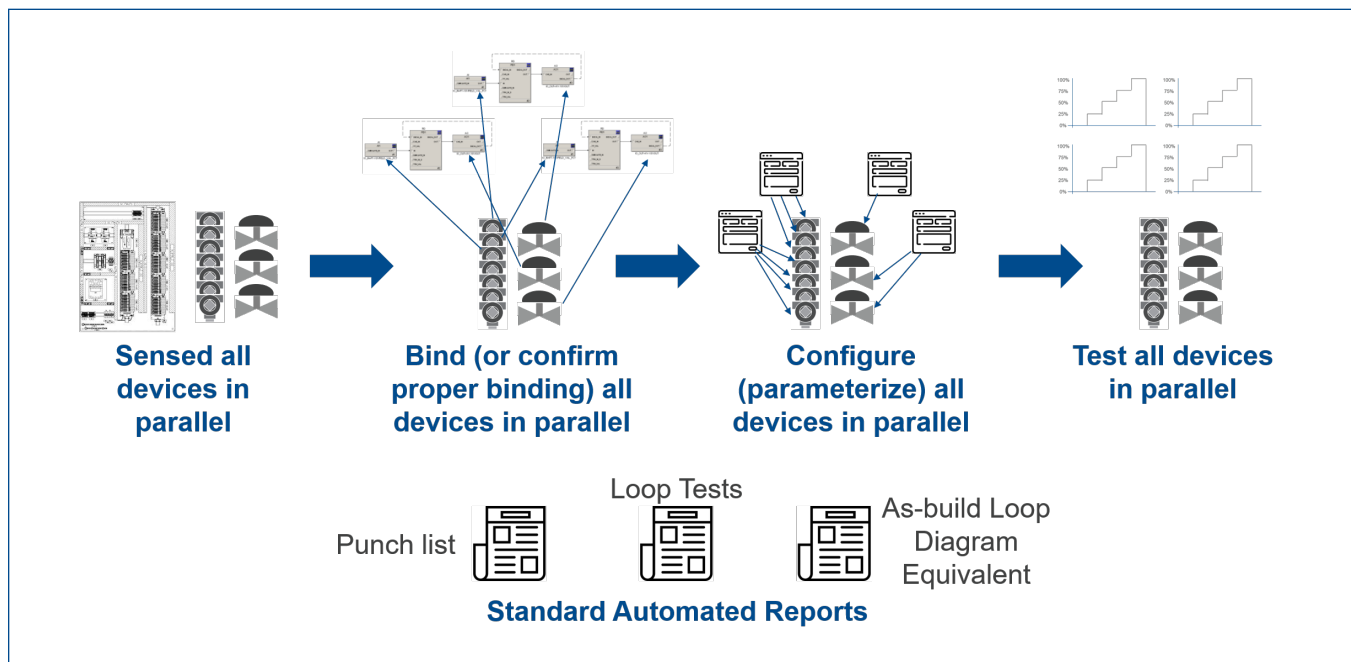 100%
75%
50%
25%
0%
100%
75%
50%
25%
0%
100%
75%
50%
25%
0%
100%
75%
50%
25%
0%
Sensed all
devices in
parallel
Bind (or confirm
proper binding) all
devices in parallel
Configure
(parameterize) all
devices in parallel
Test all devices
in parallel
Punch list
Loop Tests
As-build Loop
Diagram
Equivalent
Standard Automated Reports